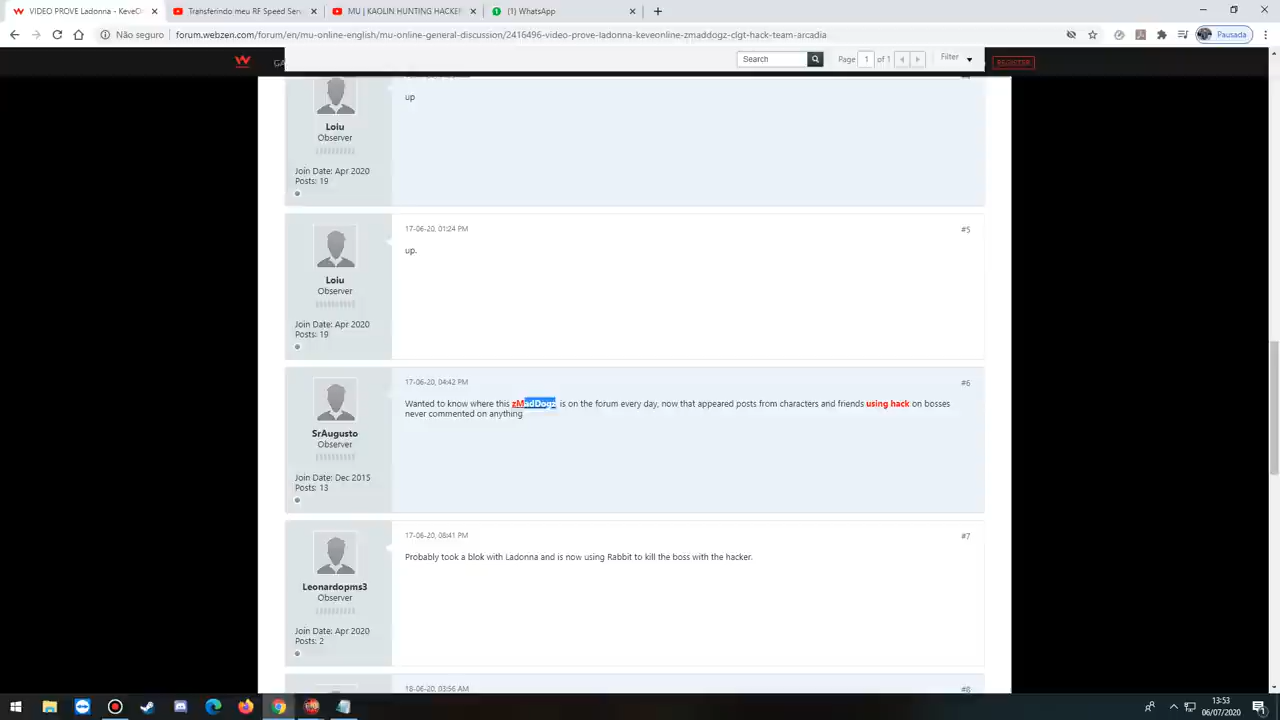 VIDEO PROVE Ladonna - KeveO
Transferindo meu RF Speed Serv
MU | KAOLIN HUNTING HACKER
(1) WhatsApp
Não seguro
forum.webzen.com/forum/en/mu-online-english/mu-online-general-discussion/2416496-video-prove-ladonna-keveonline-zmaddogz-clgt-hack-team-arcadia
Pausada
GA
Search
Page 1 of 1
Filter
REGISTER
up
Loiu
Observer
Join Date: Apr 2020
Posts: 19
17-06-20, 01:24 PM
#5
up.
Loiu
Observer
Join Date: Apr 2020
Posts: 19
17-06-20, 04:42 PM
#6
Wanted to know where this zMadDogz is on the forum every day, now that appeared posts from characters and friends using hack on bosses
never commented on anything
SrAugusto
Observer
Join Date: Dec 2015
Posts: 13
17-06-20, 08:41 PM
#7
Probably took a blok with Ladonna and is now using Rabbit to kill the boss with the hacker.
Leonardopms3
Observer
Join Date: Apr 2020
Posts: 2
18-06-20, 03:56 AM
#8
13:53
06/07/2020